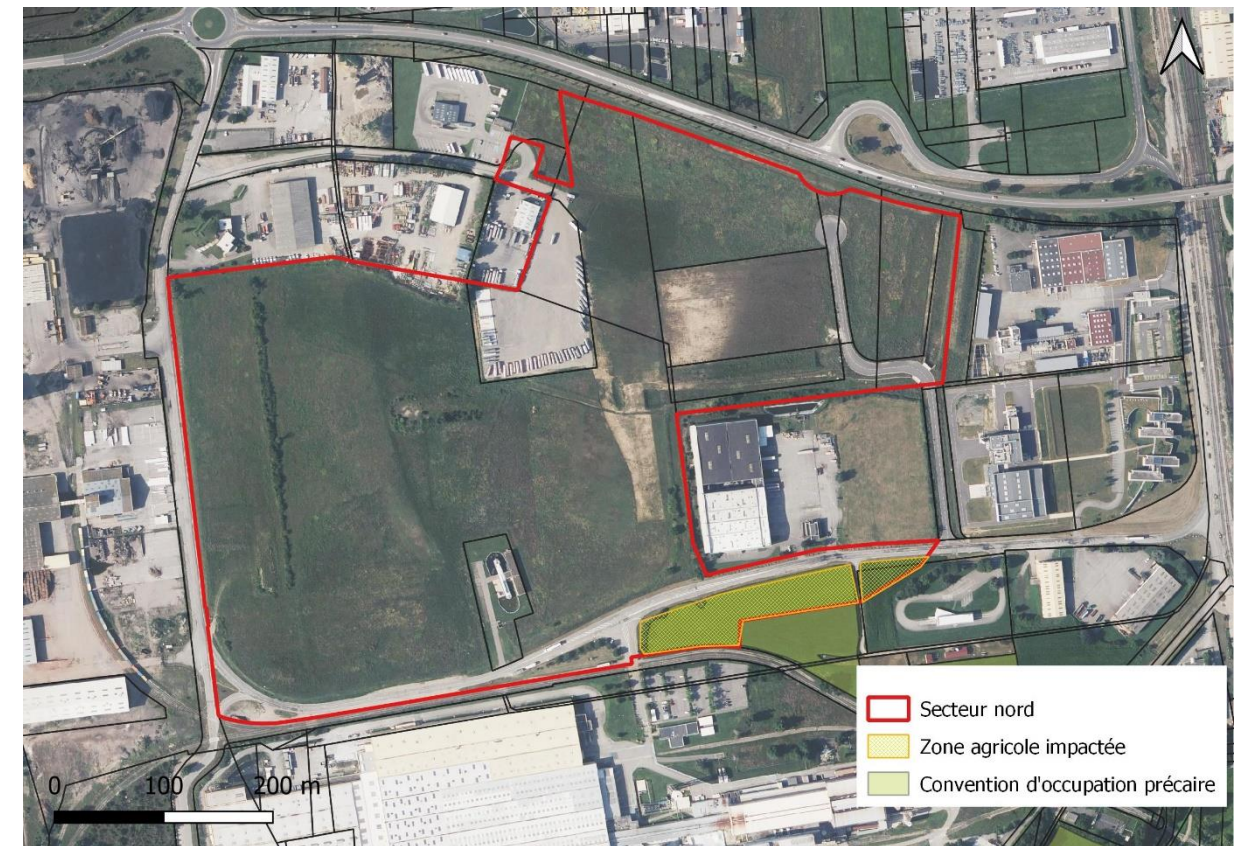 Secteur nord
Zone agricole impactée
Convention d'occupation précaire
0 100 200 m